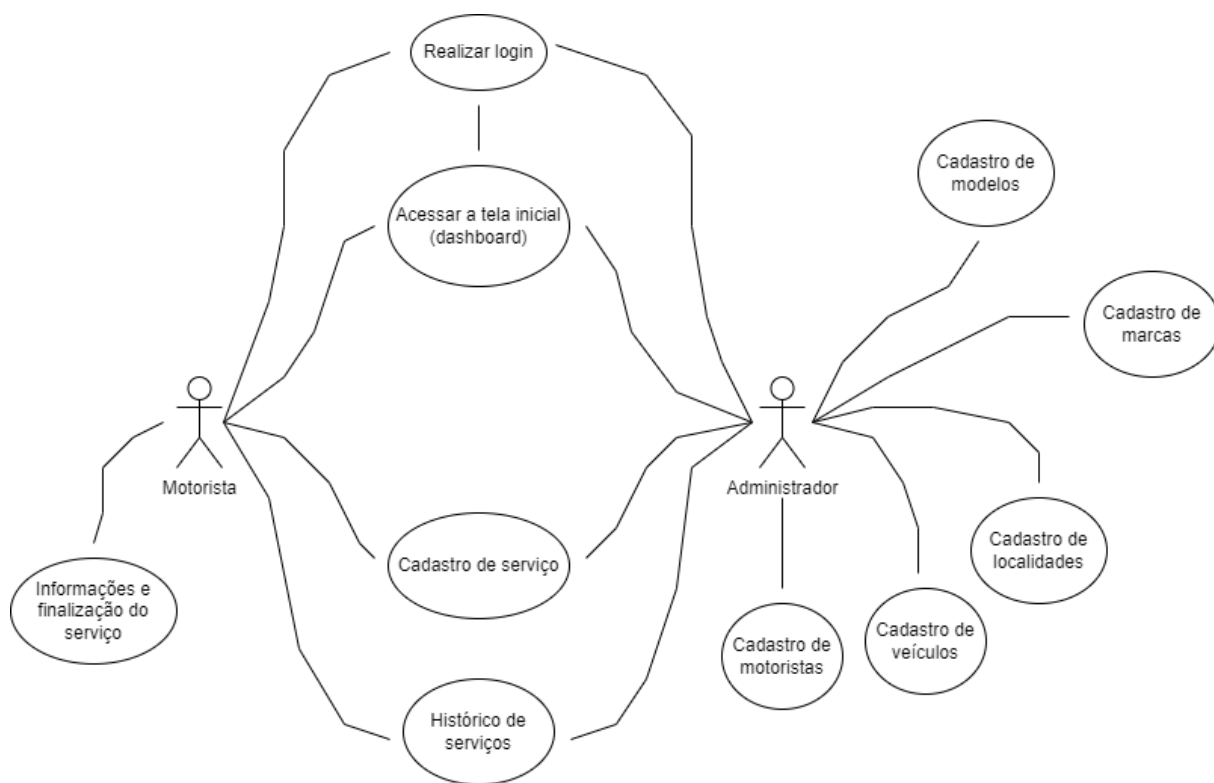 Realizar login
Acessar a tela inicial
(dashboard)
Cadastro de
modelos
Cadastro de
marcas
Motorista
Administrador
Cadastro de
localidades
Cadastro de serviço
Informações e
finalização do
serviço
Cadastro de
motoristas
Cadastro de
veículos
Histórico de
serviços